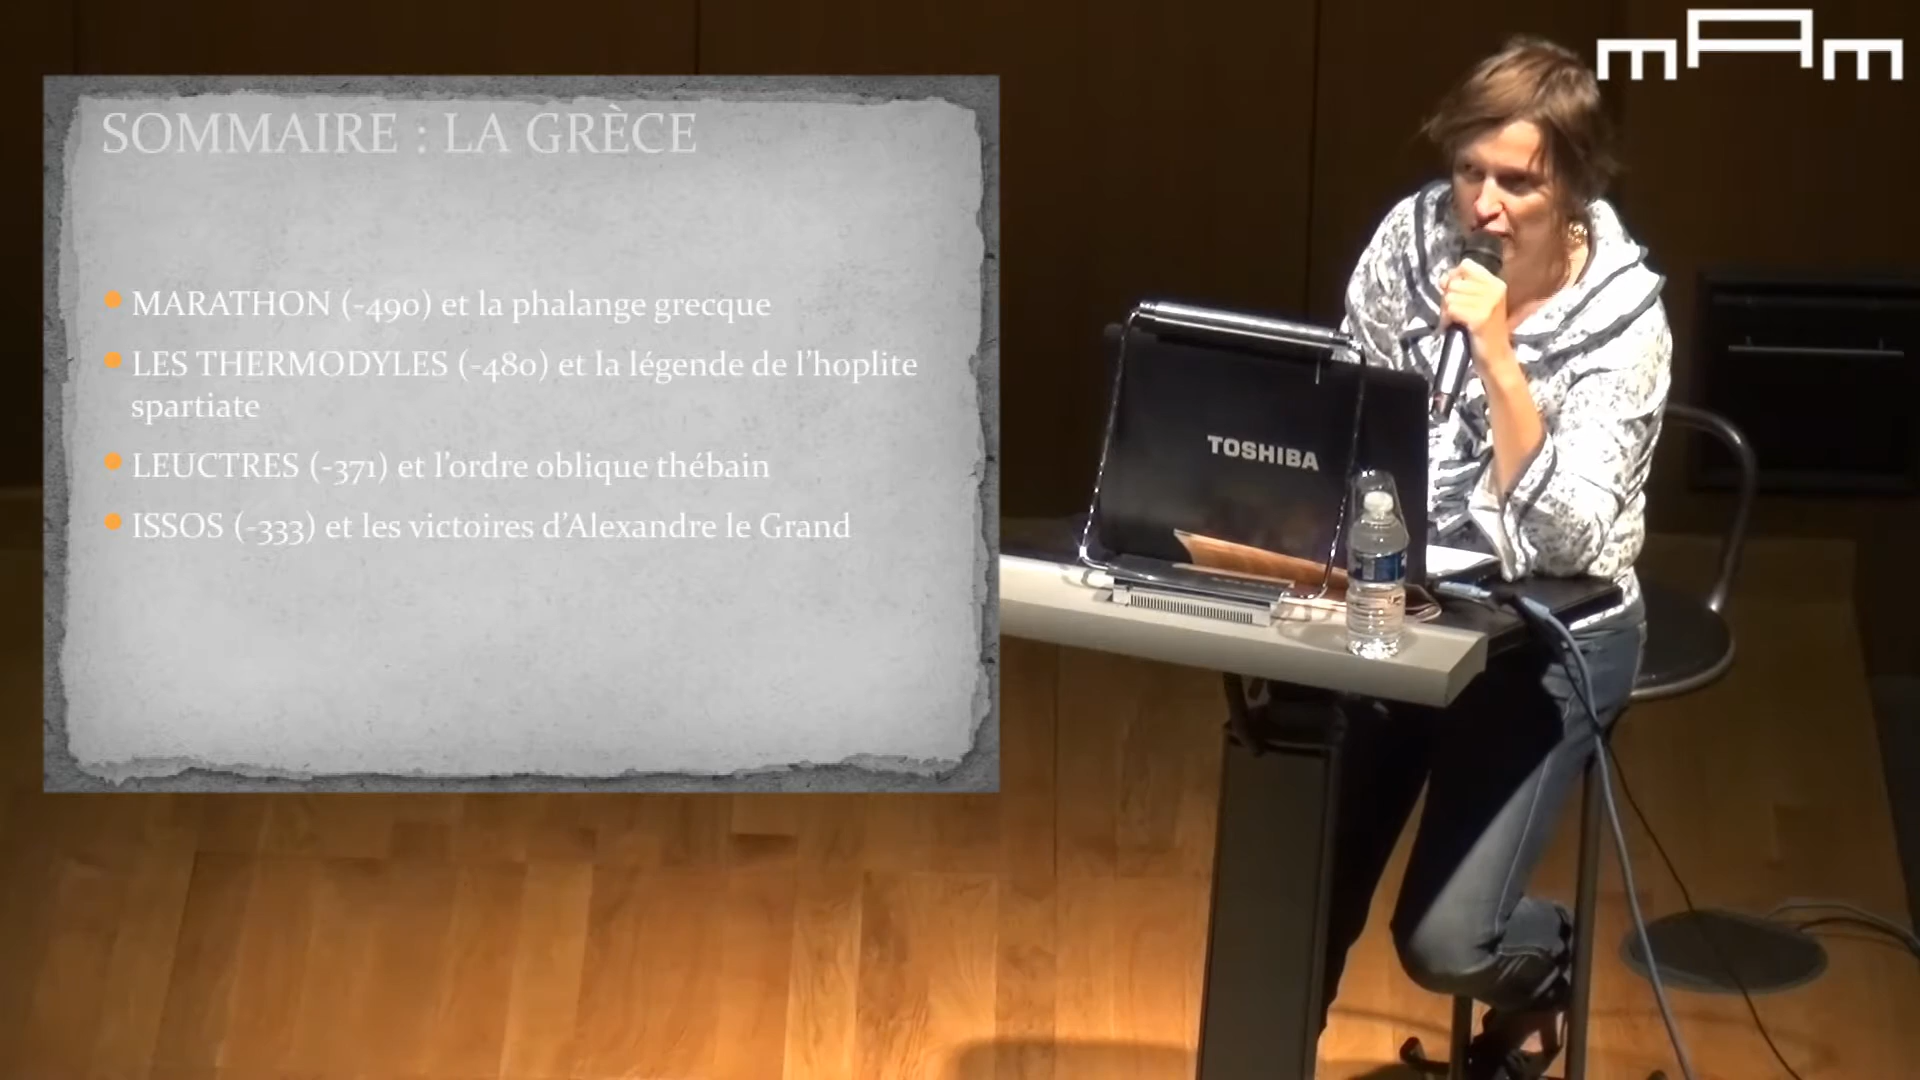 SOMMAIRE : LA GRÈCE
MARATHON (-490) et la phalange grecque
LES THERMODYLES (-480) et la légende de l'hoplite
spartiate
LEUCTRES (-371) et l'ordre oblique thébain
ISSOS (-333) et les victoires d'Alexandre le Grand
mAm
TOSHIBA